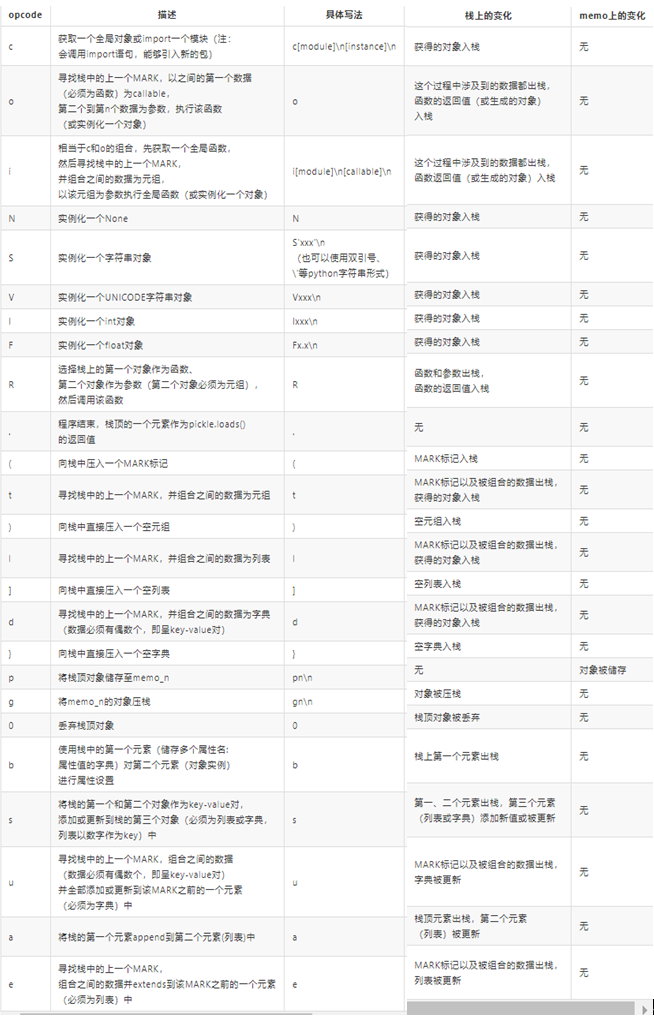 opcode 描述 具体写法 栈上的变化 memo上的变化
c 获取一个全局对象或import一个模块（注： c[module]\n[instance]\n 获得的对象入栈 无
会调用import语句，能够引入新的包）
o 寻找栈中的上一个MARK，以之间的第一个数据 o 这个过程中涉及到的数据都出栈， 无
（必须为函数）为callable， 函数的返回值（或生成的对象）
第二个到第n个数据为参数，执行该函数 入栈
（或实例化一个对象）
i 相当于c和o的组合，先获取一个全局函数， i[module]\n[callable]\n 这个过程中涉及到的数据都出栈， 无
然后寻找栈中的上一个MARK， 函数返回值（或生成的对象）入栈
并组合之间的数据为元组，
以该元组为参数执行全局函数（或实例化一个对象）
N 实例化一个None N 获得的对象入栈 无
S 实例化一个字符串对象 S'xxx'\n 获得的对象入栈 无
（也可以使用双引号、
\'等python字符串形式）
V 实例化一个UNICODE字符串对象 Vxxx\n 获得的对象入栈 无
I 实例化一个int对象 Ixxx\n 获得的对象入栈 无
F 实例化一个float对象 Fx.x\n 获得的对象入栈 无
R 选择栈上的第一个对象作为函数、 R 函数和参数出栈， 无
第二个对象作为参数（第二个对象必须为元组）， 函数的返回值入栈
然后调用该函数
. 程序结束，栈顶的一个元素作为pickle.loads() . 无 无
的返回值
( 向栈中压入一个MARK标记 ( MARK标记入栈 无
t 寻找栈中的上一个MARK，并组合之间的数据为元组 t MARK标记以及被组合的数据出栈， 无
获得的对象入栈
) 向栈中直接压入一个空元组 ) 空元组入栈 无
l 寻找栈中的上一个MARK，并组合之间的数据为列表 l MARK标记以及被组合的数据出栈， 无
获得的对象入栈
] 向栈中直接压入一个空列表 ] 空列表入栈 无
d 寻找栈中的上一个MARK，并组合之间的数据为字典 d MARK标记以及被组合的数据出栈， 无
（数据必须有偶数个，即呈key-value对） 获得的对象入栈
} 向栈中直接压入一个空字典 } 空字典入栈 无
p 将栈顶对象储存至memo_n pn\n 无 对象被储存
g 将memo_n的对象压栈 gn\n 对象被压栈 无
0 丢弃栈顶对象 0 栈顶对象被丢弃 无
b 使用栈中的第一个元素（储存多个属性名: b 栈上第一个元素出栈 无
属性值的字典）对第二个元素（对象实例）
进行属性设置
s 将栈的第一个和第二个对象作为key-value对， s 第一、二个元素出栈，第三个元素 无
添加或更新到栈的第三个对象（必须为列表或字典， （列表或字典）添加新值或被更新
列表以数字作为key）中
u 寻找栈中的上一个MARK，组合之间的数据 u MARK标记以及被组合的数据出栈， 无
（数据必须有偶数个，即呈key-value对） 字典被更新
并全部添加或更新到该MARK之前的一个元素
（必须为字典）中
a 将栈的第一个元素append到第二个元素(列表)中 a 栈顶元素出栈，第二个元素 无
（列表）被更新
e 寻找栈中的上一个MARK， e MARK标记以及被组合的数据出栈， 无
组合之间的数据并extends到该MARK之前的一个元素 列表被更新
（必须为列表）中